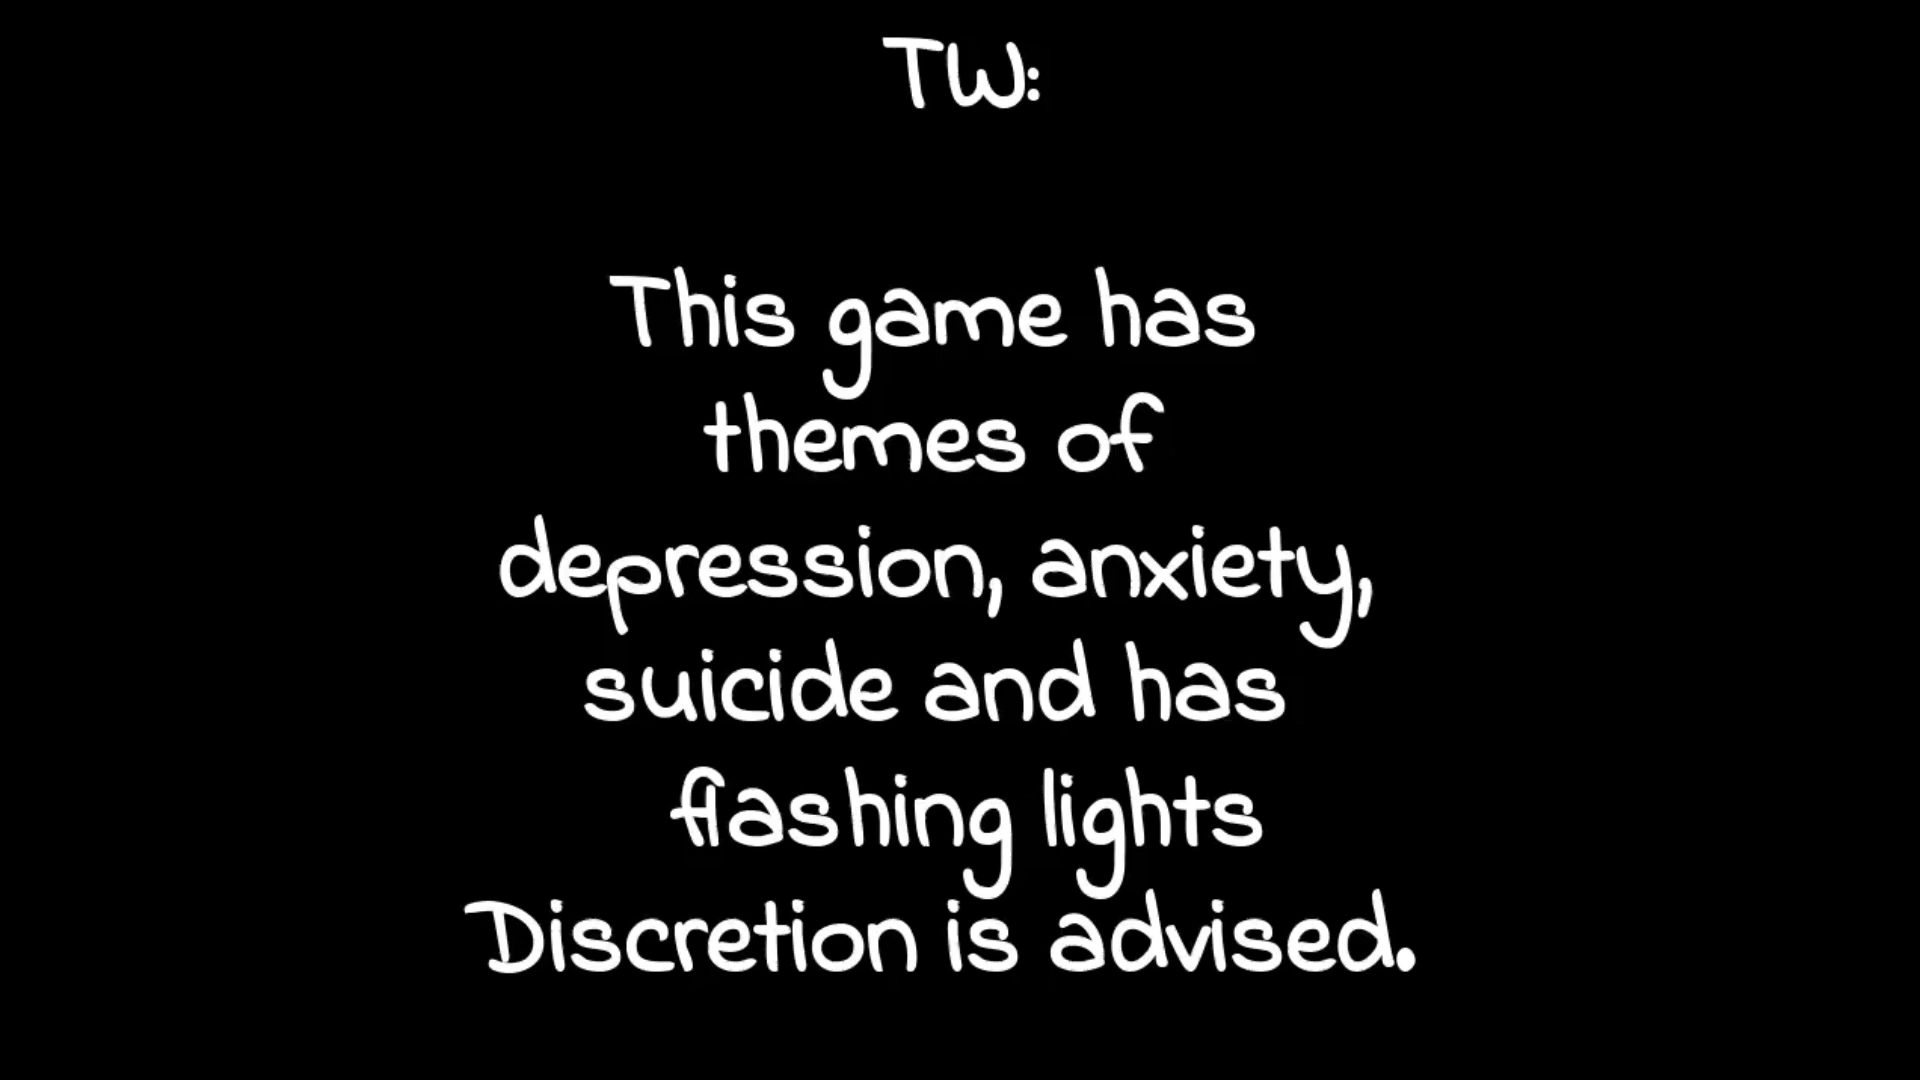 TW:
This game has
themes of
depression, anxiety,
suicide and has
flashing lights
Discretion is advised.